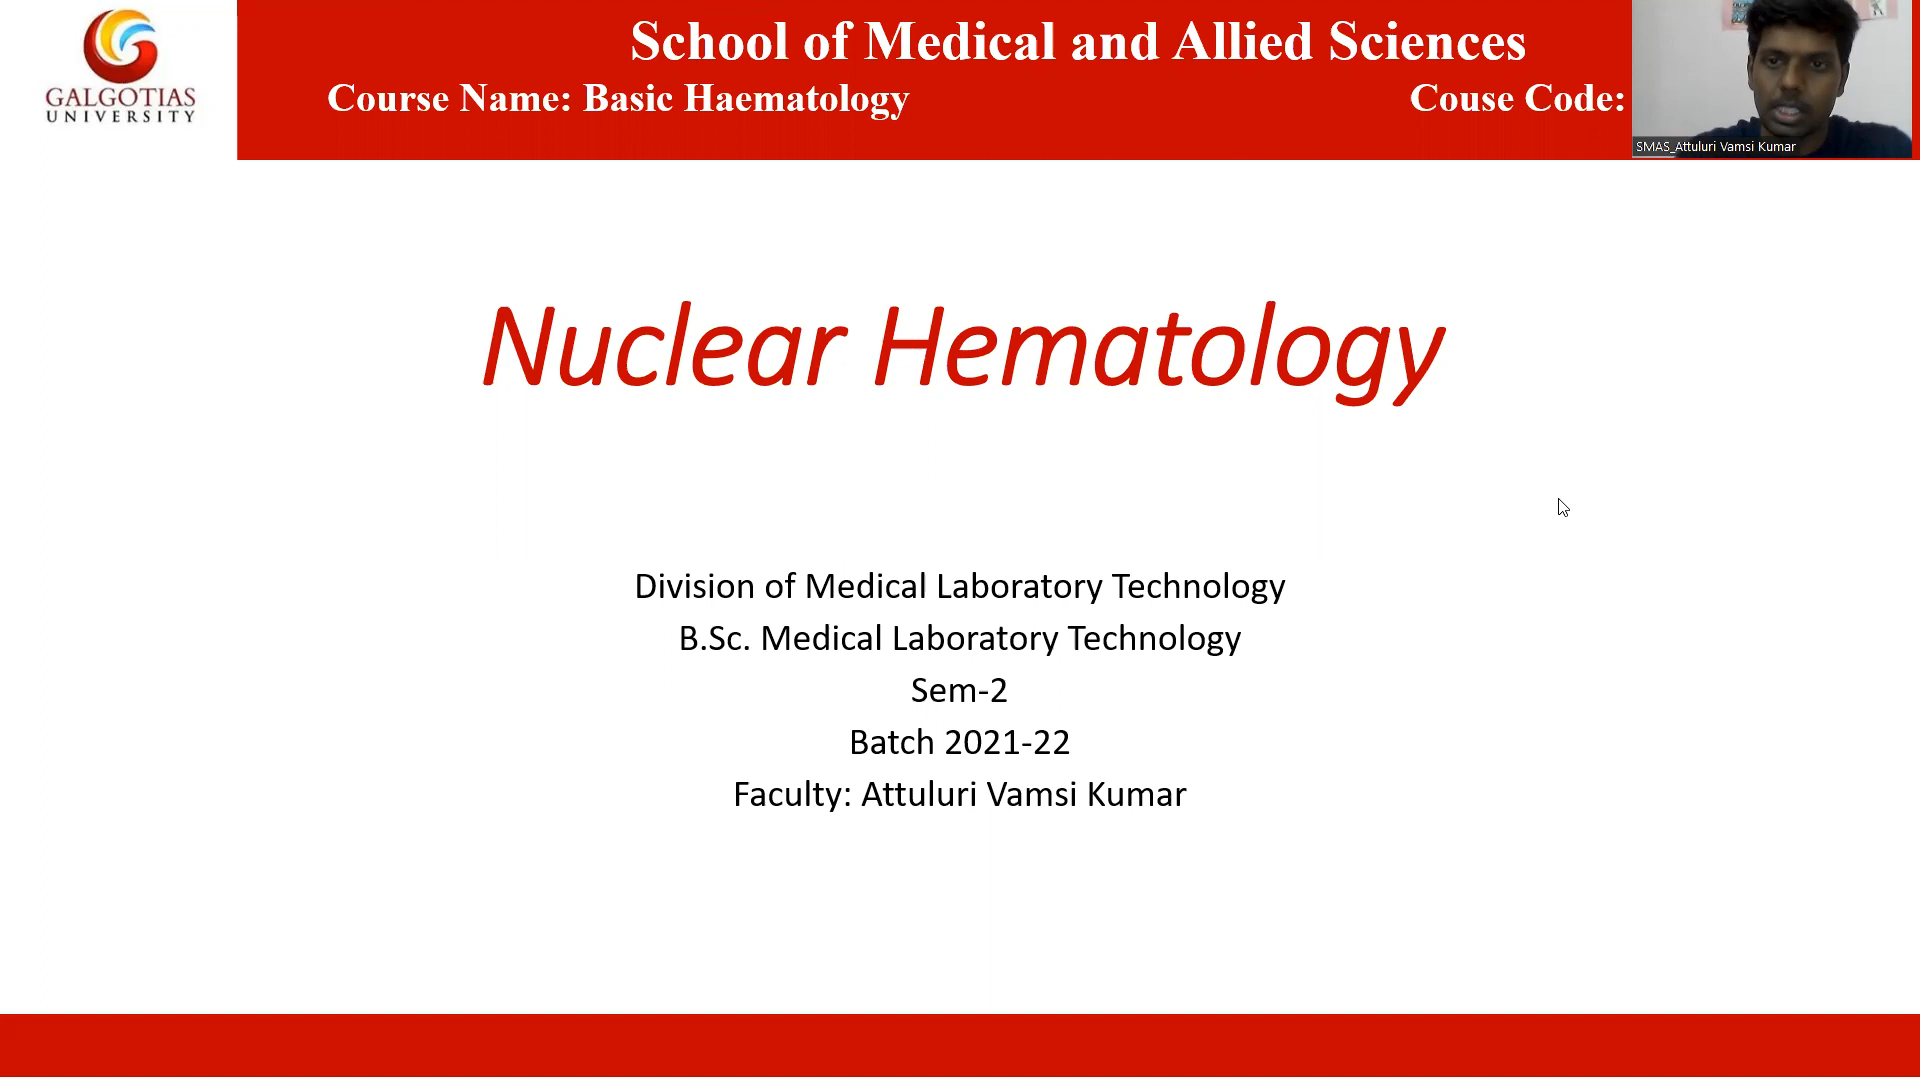 GALGOTIAS
UNIVERSITY
School of Medical and Allied Sciences
Course Name: Basic Haematology
Couse Code:
SMAS_Attuluri Vamsi Kumar
Nuclear Hematology
Division of Medical Laboratory Technology
B.Sc. Medical Laboratory Technology
Sem-2
Batch 2021-22
Faculty: Attuluri Vamsi Kumar